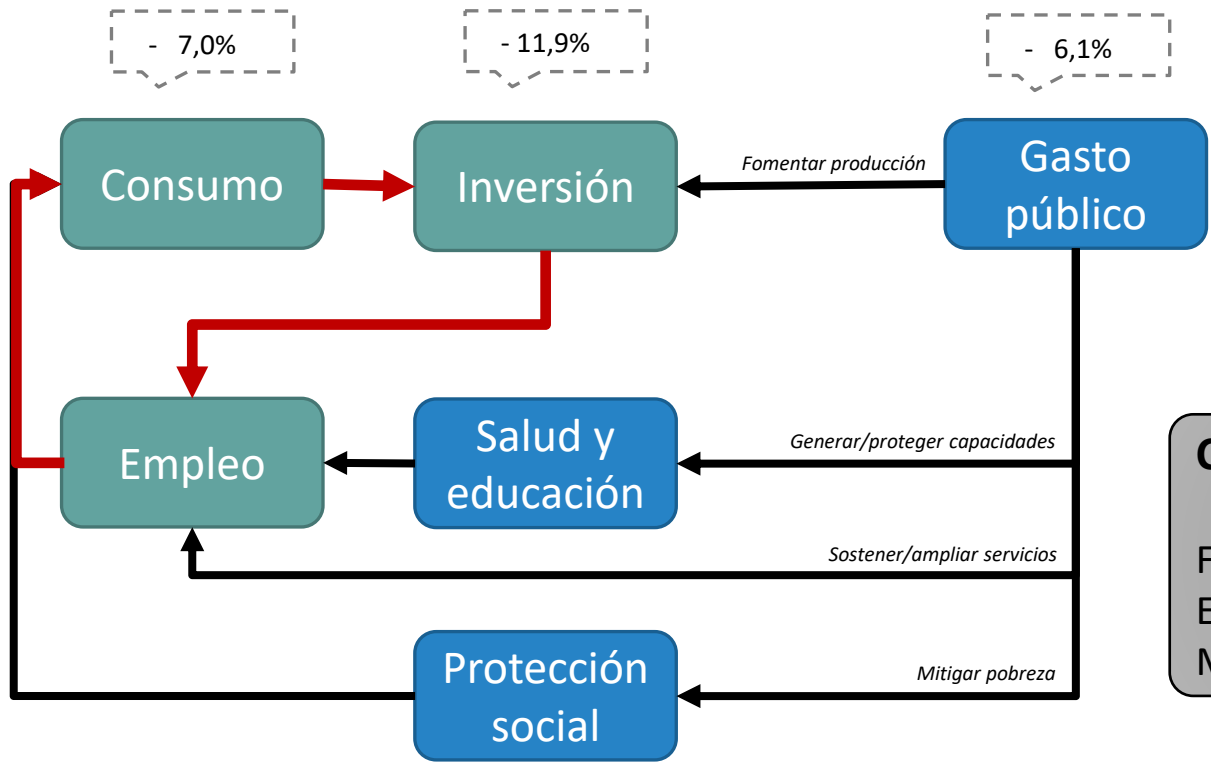 - 7,0%
- 11,9%
- 6,1%
Consumo
Inversión
Fomentar producción
Gasto
público
Empleo
Salud y
educación
Generar/proteger capacidades
Sostener/ampliar servicios
Protección
social
Mitigar pobreza